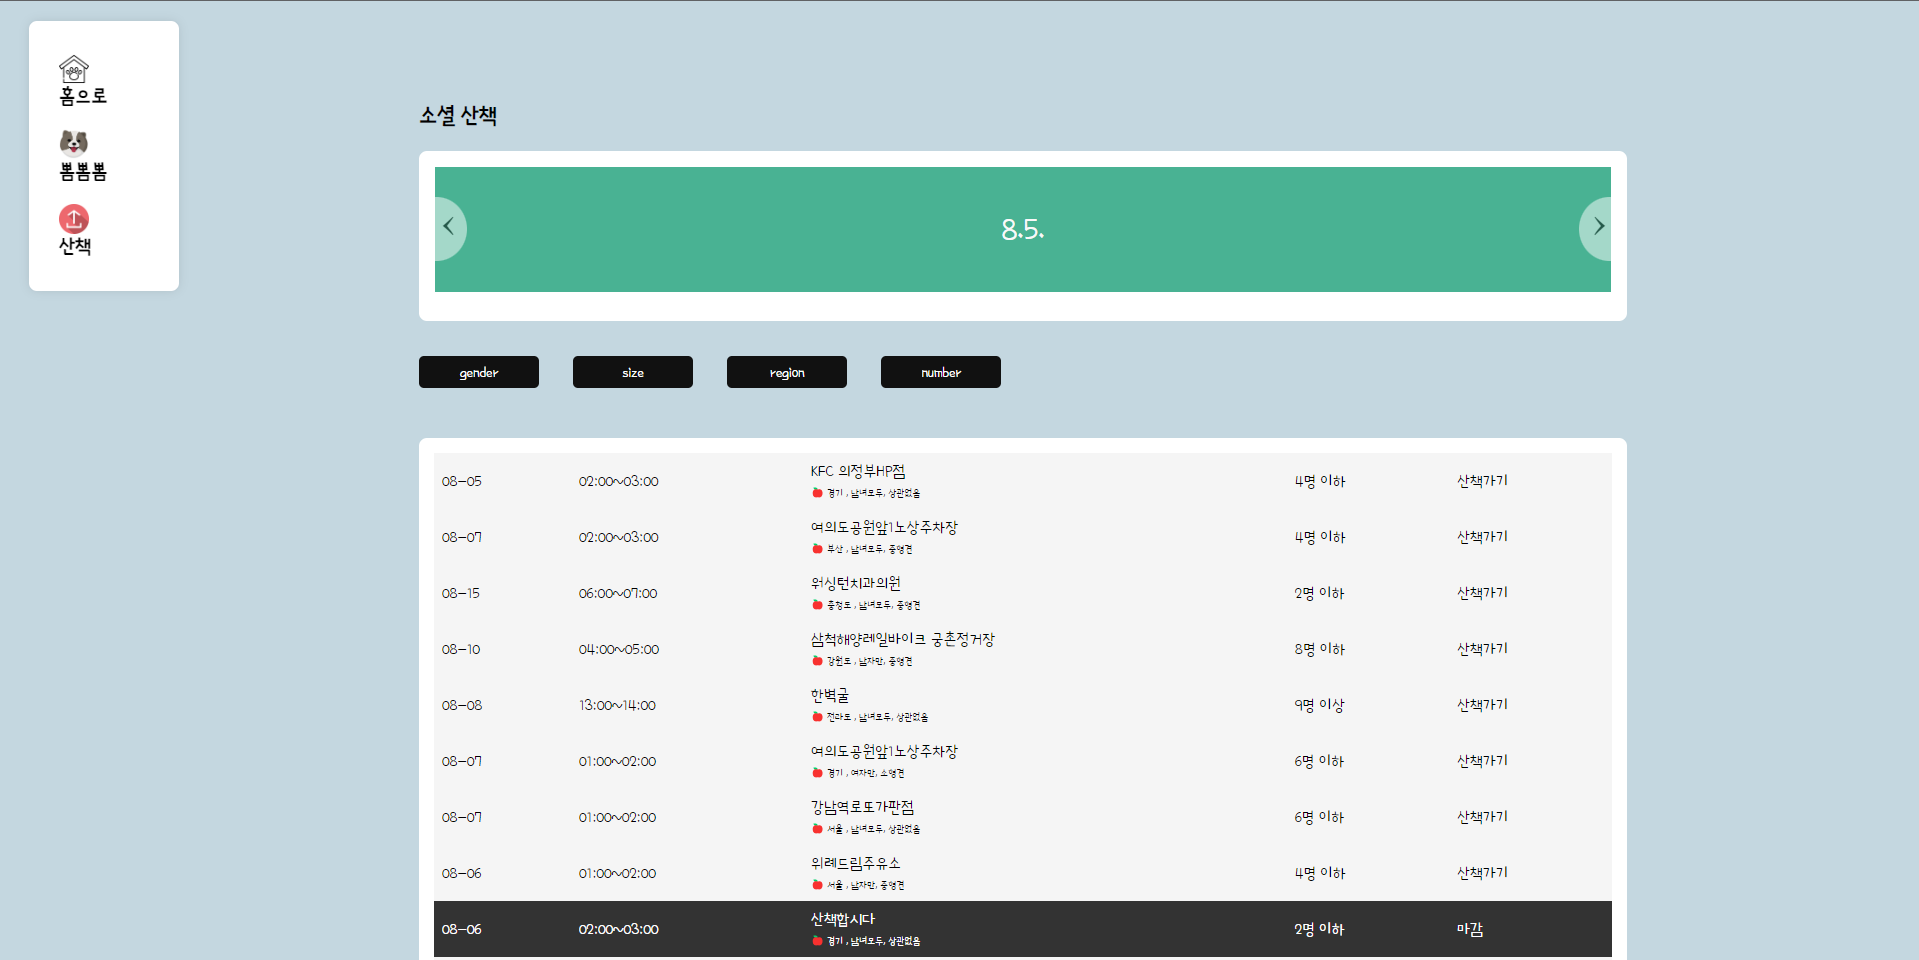 홈으로
뽐뽐뽐
산책
소셜 산책
8.5.
gender size region number
08-05 02:00~03:00 KFC 의정부HP점 4명 이하 산책가기
경기 , 남녀모두, 상관없음
08-07 02:00~03:00 여의도공원앞1노상주차장 4명 이하 산책가기
부산 , 남녀모두, 중형견
08-15 06:00~07:00 워싱턴치과의원 2명 이하 산책가기
충청도 , 남녀모두, 중형견
08-10 04:00~05:00 삼척해양레일바이크 궁촌정거장 8명 이하 산책가기
강원도 , 남자만, 중형견
08-08 13:00~14:00 한벽굴 9명 이상 산책가기
전라도 , 남녀모두, 상관없음
08-07 01:00~02:00 여의도공원앞1노상주차장 6명 이하 산책가기
경기 , 여자만, 소형견
08-07 01:00~02:00 강남역로또가판점 6명 이하 산책가기
서울 , 남녀모두, 상관없음
08-06 01:00~02:00 위례드림주유소 4명 이하 산책가기
서울 , 남자만, 중형견
08-06 02:00~03:00 산책합시다 2명 이하 마감
경기 , 남녀모두, 상관없음